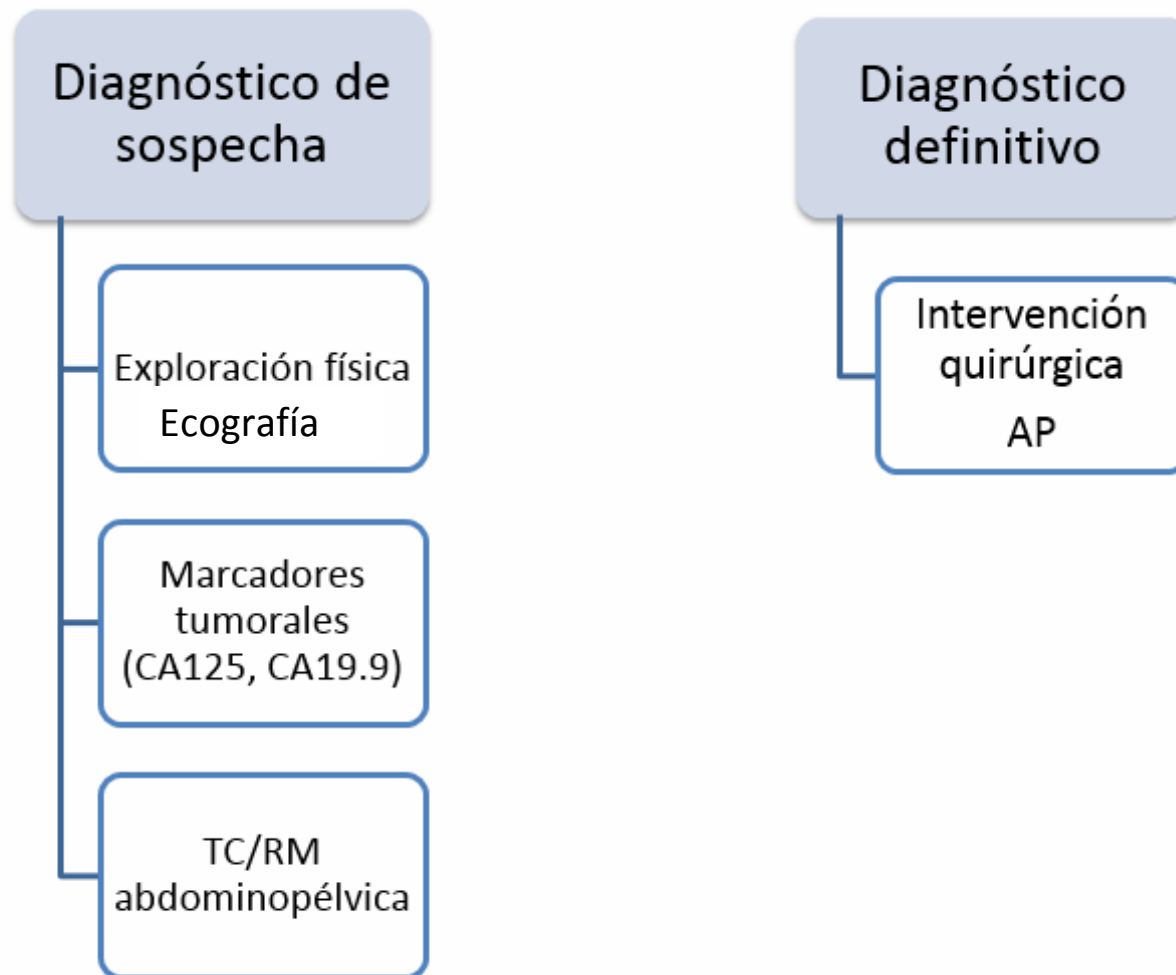 Diagnóstico de
sospecha
Exploración física
Ecografía
Marcadores
tumorales
(CA125, CA19.9)
TC/RM
abdominopélvica
Diagnóstico
definitivo
Intervención
quirúrgica
AP